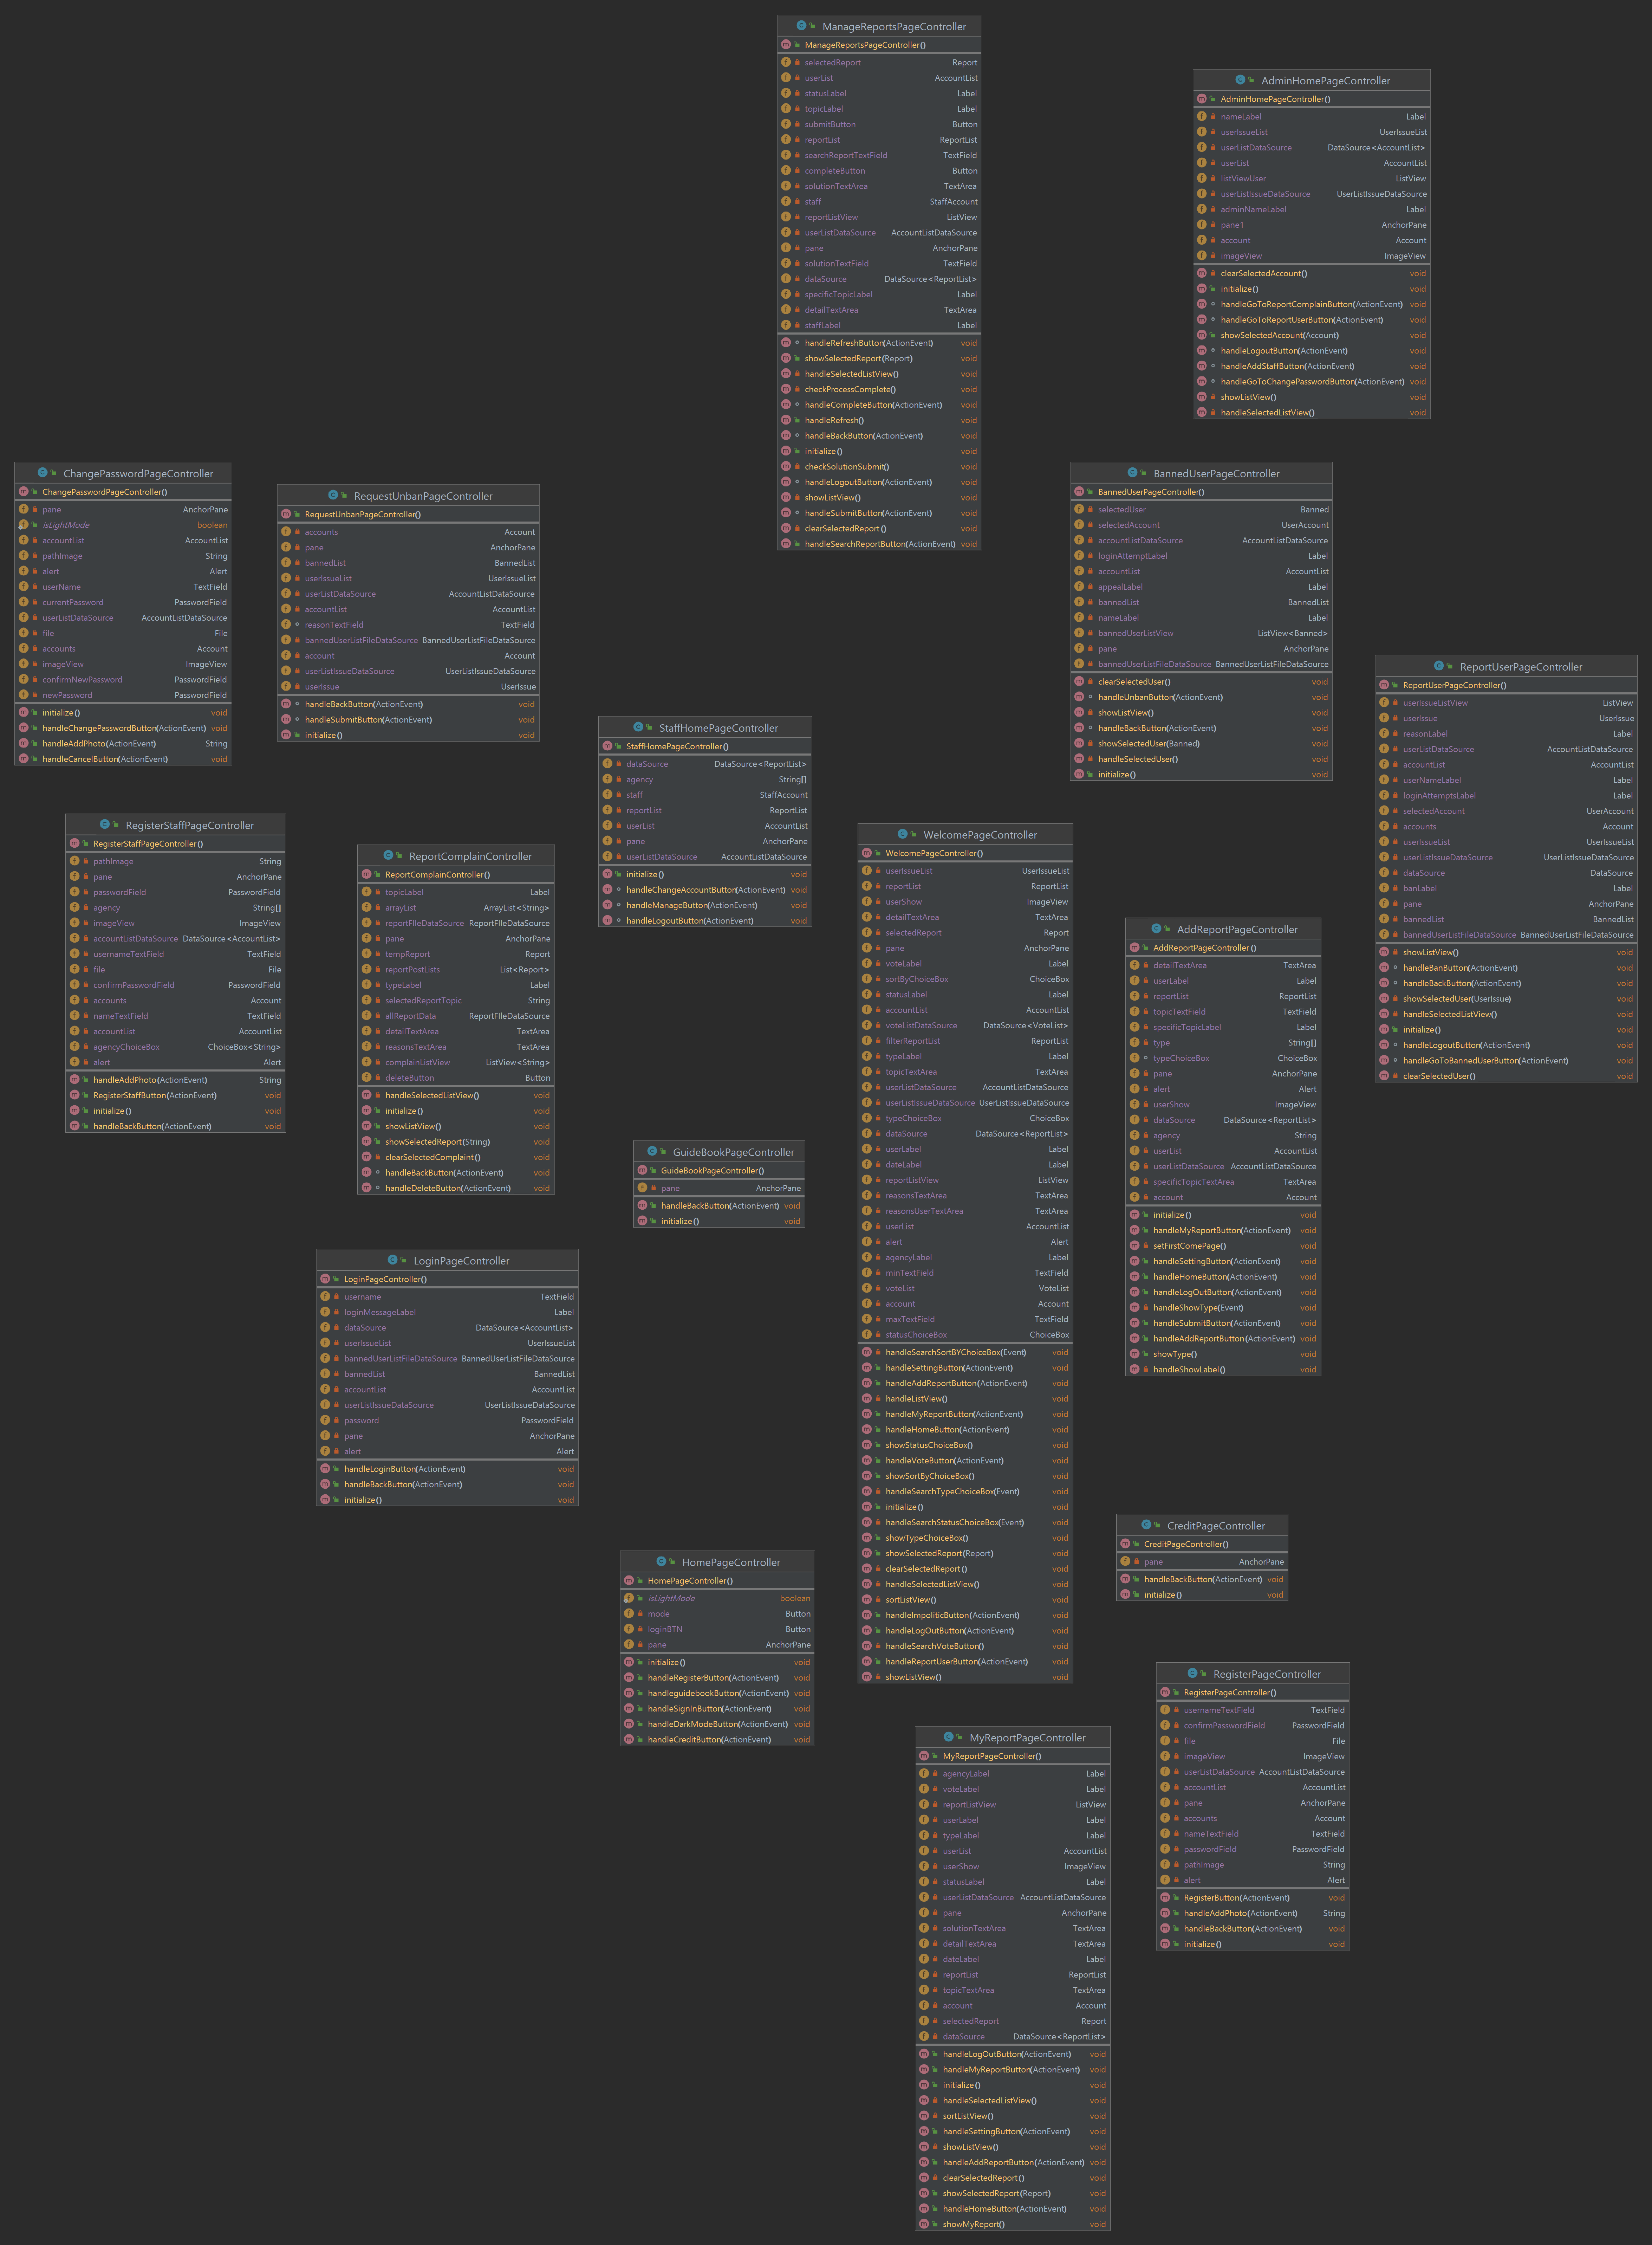 ManageReportsPageController
ManageReportsPageController()
selectedReport Report
userList AccountList
statusLabel Label
topicLabel Label
submitButton Button
reportList ReportList
searchReportTextField TextField
completeButton Button
solutionTextArea TextArea
staff StaffAccount
reportListView ListView
userListDataSource AccountListDataSource
pane AnchorPane
solutionTextField TextField
dataSource DataSource<ReportList>
specificTopicLabel Label
detailTextArea TextArea
staffLabel Label
handleRefreshButton(ActionEvent) void
showSelectedReport(Report) void
handleSelectedListView() void
checkProcessComplete() void
handleCompleteButton(ActionEvent) void
handleRefresh() void
handleBackButton(ActionEvent) void
initialize() void
checkSolutionSubmit() void
handleLogoutButton(ActionEvent) void
showListView() void
handleSubmitButton(ActionEvent) void
clearSelectedReport() void
handleSearchReportButton(ActionEvent) void
AdminHomePageController
AdminHomePageController()
nameLabel Label
userIssueList UserIssueList
userListDataSource DataSource<AccountList>
userList AccountList
listViewUser ListView
userListIssueDataSource UserListIssueDataSource
adminNameLabel Label
pane1 AnchorPane
account Account
imageView ImageView
clearSelectedAccount() void
initialize() void
handleGoToReportComplainButton(ActionEvent) void
handleGoToReportUserButton(ActionEvent) void
showSelectedAccount(Account) void
handleLogoutButton(ActionEvent) void
handleAddStaffButton(ActionEvent) void
handleGoToChangePasswordButton(ActionEvent) void
showListView() void
handleSelectedListView() void
ChangePasswordPageController
ChangePasswordPageController()
pane AnchorPane
isLightMode boolean
accountList AccountList
pathImage String
alert Alert
userName TextField
currentPassword PasswordField
userListDataSource AccountListDataSource
file File
accounts Account
imageView ImageView
confirmNewPassword PasswordField
newPassword PasswordField
initialize() void
handleChangePasswordButton(ActionEvent) void
handleAddPhoto(ActionEvent) String
handleCancelButton(ActionEvent) void
RequestUnbanPageController
RequestUnbanPageController()
accounts Account
pane AnchorPane
bannedList BannedList
userIssueList UserIssueList
userListDataSource AccountListDataSource
accountList AccountList
reasonTextField TextField
bannedUserListFileDataSource BannedUserListFileDataSource
account Account
userListIssueDataSource UserListIssueDataSource
userIssue UserIssue
handleBackButton(ActionEvent) void
handleSubmitButton(ActionEvent) void
initialize() void
BannedUserPageController
BannedUserPageController()
selectedUser Banned
selectedAccount UserAccount
accountListDataSource AccountListDataSource
loginAttemptLabel Label
accountList AccountList
appealLabel Label
bannedList BannedList
nameLabel Label
bannedUserListView ListView<Banned>
pane AnchorPane
bannedUserListFileDataSource BannedUserListFileDataSource
clearSelectedUser() void
handleUnbanButton(ActionEvent) void
showListView() void
handleBackButton(ActionEvent) void
showSelectedUser(Banned) void
handleSelectedUser() void
initialize() void
ReportUserPageController
ReportUserPageController()
userIssueListView ListView
userIssue UserIssue
reasonLabel Label
userListDataSource AccountListDataSource
accountList AccountList
userNameLabel Label
loginAttemptsLabel Label
selectedAccount UserAccount
accounts Account
userIssueList UserIssueList
userListIssueDataSource UserListIssueDataSource
dataSource DataSource
banLabel Label
pane AnchorPane
bannedList BannedList
bannedUserListFileDataSource BannedUserListFileDataSource
showListView() void
handleBanButton(ActionEvent) void
handleBackButton(ActionEvent) void
showSelectedUser(UserIssue) void
handleSelectedListView() void
initialize() void
handleLogoutButton(ActionEvent) void
handleGoToBannedUserButton(ActionEvent) void
clearSelectedUser() void
StaffHomePageController
StaffHomePageController()
dataSource DataSource<ReportList>
agency String[]
staff StaffAccount
reportList ReportList
userList AccountList
pane AnchorPane
userListDataSource AccountListDataSource
initialize() void
handleChangeAccountButton(ActionEvent) void
handleManageButton(ActionEvent) void
handleLogoutButton(ActionEvent) void
RegisterStaffPageController
RegisterStaffPageController()
pathImage String
pane AnchorPane
passwordField PasswordField
agency String[]
imageView ImageView
accountListDataSource DataSource<AccountList>
usernameTextField TextField
file File
confirmPasswordField PasswordField
accounts Account
nameTextField TextField
accountList AccountList
agencyChoiceBox ChoiceBox<String>
alert Alert
handleAddPhoto(ActionEvent) String
RegisterStaffButton(ActionEvent) void
initialize() void
handleBackButton(ActionEvent) void
ReportComplainController
ReportComplainController()
topicLabel Label
arrayList ArrayList<String>
reportFIleDataSource ReportFIleDataSource
pane AnchorPane
tempReport Report
reportPostLists List<Report>
typeLabel Label
selectedReportTopic String
allReportData ReportFIleDataSource
detailTextArea TextArea
reasonsTextArea TextArea
complainListView ListView<String>
deleteButton Button
handleSelectedListView() void
initialize() void
showListView() void
showSelectedReport(String) void
clearSelectedComplaint() void
handleBackButton(ActionEvent) void
handleDeleteButton(ActionEvent) void
WelcomePageController
WelcomePageController()
userIssueList UserIssueList
reportList ReportList
userShow ImageView
detailTextArea TextArea
selectedReport Report
pane AnchorPane
voteLabel Label
sortByChoiceBox ChoiceBox
statusLabel Label
accountList AccountList
voteListDataSource DataSource<VoteList>
filterReportList ReportList
typeLabel Label
topicTextArea TextArea
userListDataSource AccountListDataSource
userListIssueDataSource UserListIssueDataSource
typeChoiceBox ChoiceBox
dataSource DataSource<ReportList>
userLabel Label
dateLabel Label
reportListView ListView
reasonsTextArea TextArea
reasonsUserTextArea TextArea
userList AccountList
alert Alert
agencyLabel Label
minTextField TextField
voteList VoteList
account Account
maxTextField TextField
statusChoiceBox ChoiceBox
handleSearchSortBYChoiceBox(Event) void
handleSettingButton(ActionEvent) void
handleAddReportButton(ActionEvent) void
handleListView() void
handleMyReportButton(ActionEvent) void
handleHomeButton(ActionEvent) void
showStatusChoiceBox() void
handleVoteButton(ActionEvent) void
showSortByChoiceBox() void
handleSearchTypeChoiceBox(Event) void
initialize() void
handleSearchStatusChoiceBox(Event) void
showTypeChoiceBox() void
showSelectedReport(Report) void
clearSelectedReport() void
handleSelectedListView() void
sortListView() void
handleImpoliticButton(ActionEvent) void
handleLogOutButton(ActionEvent) void
handleSearchVoteButton() void
handleReportUserButton(ActionEvent) void
showListView() void
AddReportPageController
AddReportPageController()
detailTextArea TextArea
userLabel Label
reportList ReportList
topicTextField TextField
specificTopicLabel Label
type String[]
typeChoiceBox ChoiceBox
pane AnchorPane
alert Alert
userShow ImageView
dataSource DataSource<ReportList>
agency String
userList AccountList
userListDataSource AccountListDataSource
specificTopicTextArea TextArea
account Account
initialize() void
handleMyReportButton(ActionEvent) void
setFirstComePage() void
handleSettingButton(ActionEvent) void
handleHomeButton(ActionEvent) void
handleLogOutButton(ActionEvent) void
handleShowType(Event) void
handleSubmitButton(ActionEvent) void
handleAddReportButton(ActionEvent) void
showType() void
handleShowLabel() void
GuideBookPageController
GuideBookPageController()
pane AnchorPane
handleBackButton(ActionEvent) void
initialize() void
LoginPageController
LoginPageController()
username TextField
loginMessageLabel Label
dataSource DataSource<AccountList>
userIssueList UserIssueList
bannedUserListFileDataSource BannedUserListFileDataSource
bannedList BannedList
accountList AccountList
userListIssueDataSource UserListIssueDataSource
password PasswordField
pane AnchorPane
alert Alert
handleLoginButton(ActionEvent) void
handleBackButton(ActionEvent) void
initialize() void
CreditPageController
CreditPageController()
pane AnchorPane
handleBackButton(ActionEvent) void
initialize() void
HomePageController
HomePageController()
isLightMode boolean
mode Button
loginBTN Button
pane AnchorPane
initialize() void
handleRegisterButton(ActionEvent) void
handleguidebookButton(ActionEvent) void
handleSignInButton(ActionEvent) void
handleDarkModeButton(ActionEvent) void
handleCreditButton(ActionEvent) void
RegisterPageController
RegisterPageController()
usernameTextField TextField
confirmPasswordField PasswordField
file File
imageView ImageView
userListDataSource AccountListDataSource
accountList AccountList
pane AnchorPane
accounts Account
nameTextField TextField
passwordField PasswordField
pathImage String
alert Alert
RegisterButton(ActionEvent) void
handleAddPhoto(ActionEvent) String
handleBackButton(ActionEvent) void
initialize() void
MyReportPageController
MyReportPageController()
agencyLabel Label
voteLabel Label
reportListView ListView
userLabel Label
typeLabel Label
userList AccountList
userShow ImageView
statusLabel Label
userListDataSource AccountListDataSource
pane AnchorPane
solutionTextArea TextArea
detailTextArea TextArea
dateLabel Label
reportList ReportList
topicTextArea TextArea
account Account
selectedReport Report
dataSource DataSource<ReportList>
handleLogOutButton(ActionEvent) void
handleMyReportButton(ActionEvent) void
initialize() void
handleSelectedListView() void
sortListView() void
handleSettingButton(ActionEvent) void
showListView() void
handleAddReportButton(ActionEvent) void
clearSelectedReport() void
showSelectedReport(Report) void
handleHomeButton(ActionEvent) void
showMyReport() void